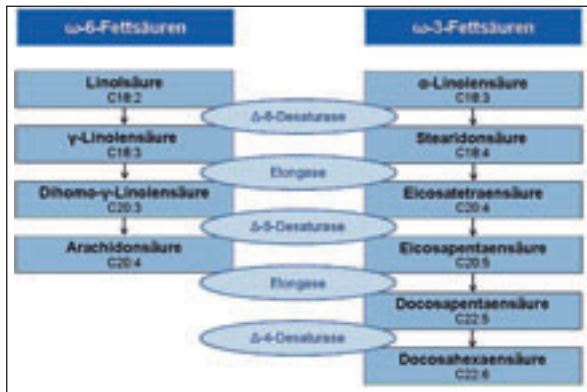 ω-6-Fettsäuren
ω-3-Fettsäuren
Linolsäure
C18:2
α-Linolensäure
C18:3
Δ-6-Desaturase
γ-Linolensäure
C18:3
Stearidonsäure
C18:4
Elongase
Dihomo-γ-Linolensäure
C20:3
Eicosatetraensäure
C20:4
Δ-5-Desaturase
Arachidonsäure
C20:4
Eicosapentaensäure
C20:5
Elongase
Docosapentaensäure
C22:5
Δ-4-Desaturase
Docosahexaensäure
C22:6